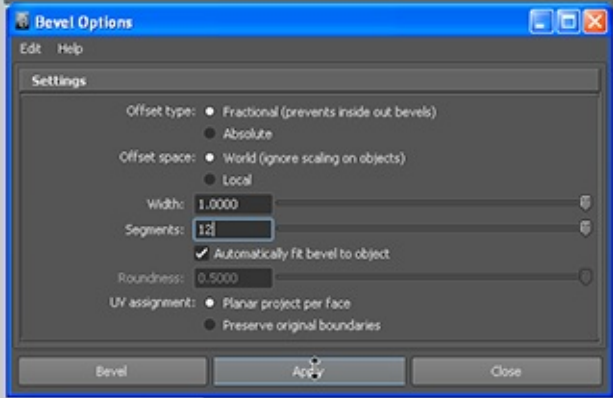 Bevel Options
Edit Help
Settings
Offset type: Fractional (prevents inside out bevels)
Absolute
Offset space: World (ignore scaling on objects)
Local
Width: 1.0000
Segments: 12
Automatically fit bevel to object
Roundness: 0.5000
UV assignment: Planar project per face
Preserve original boundaries
Bevel Apply Close